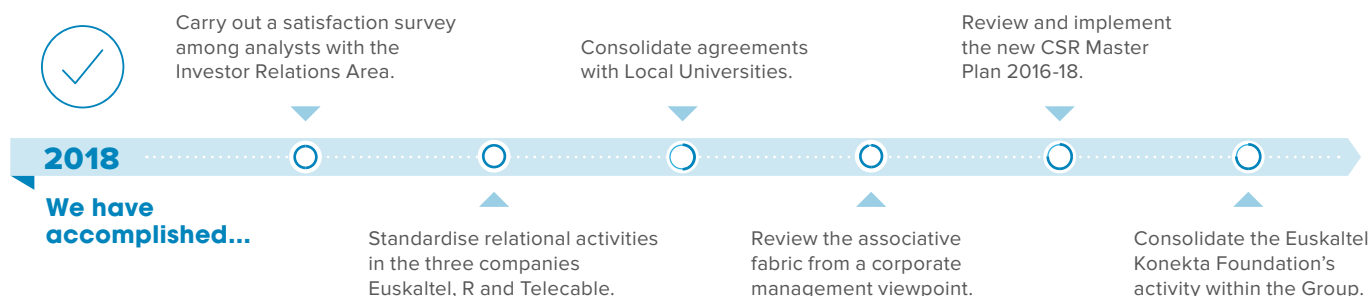 Carry out a satisfaction survey
among analysts with the
Investor Relations Area.
Consolidate agreements
with Local Universities.
Review and implement
the new CSR Master
Plan 2016-18.
2018
We have
accomplished...
Standardise relational activities
in the three companies
Euskaltel, R and Telecable.
Review the associative
fabric from a corporate
management viewpoint.
Consolidate the Euskaltel
Konekta Foundation’s
activity within the Group.